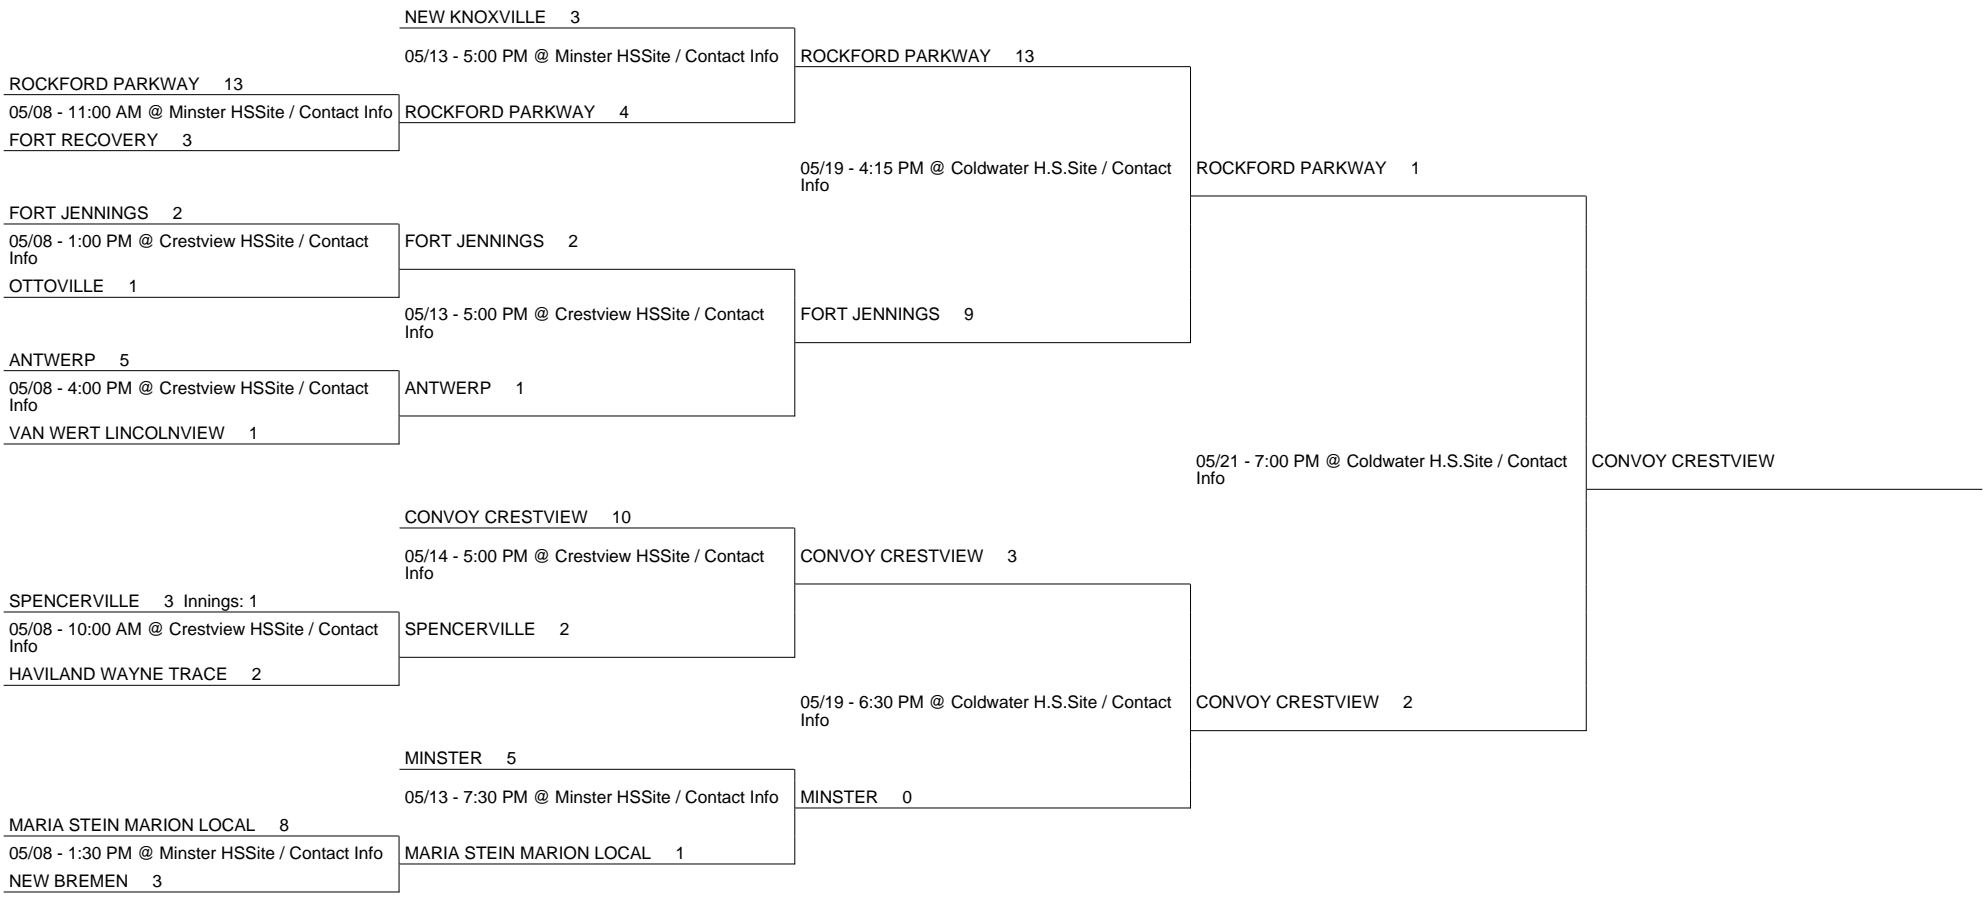 NEW KNOXVILLE 3
05/13 - 5:00 PM @ Minster HSSite / Contact Info
ROCKFORD PARKWAY 13
ROCKFORD PARKWAY 13
05/08 - 11:00 AM @ Minster HSSite / Contact Info
ROCKFORD PARKWAY 4
FORT RECOVERY 3
05/19 - 4:15 PM @ Coldwater H.S.Site / Contact
Info
ROCKFORD PARKWAY 1
FORT JENNINGS 2
05/08 - 1:00 PM @ Crestview HSSite / Contact
Info
FORT JENNINGS 2
OTTOVILLE 1
05/13 - 5:00 PM @ Crestview HSSite / Contact
Info
FORT JENNINGS 9
ANTWERP 5
05/08 - 4:00 PM @ Crestview HSSite / Contact
Info
ANTWERP 1
VAN WERT LINCOLNVIEW 1
05/21 - 7:00 PM @ Coldwater H.S.Site / Contact
Info
CONVOY CRESTVIEW
CONVOY CRESTVIEW 10
05/14 - 5:00 PM @ Crestview HSSite / Contact
Info
CONVOY CRESTVIEW 3
SPENCERVILLE 3 Innings: 1
05/08 - 10:00 AM @ Crestview HSSite / Contact
Info
SPENCERVILLE 2
HAVILAND WAYNE TRACE 2
05/19 - 6:30 PM @ Coldwater H.S.Site / Contact
Info
CONVOY CRESTVIEW 2
MINSTER 5
05/13 - 7:30 PM @ Minster HSSite / Contact Info
MINSTER 0
MARIA STEIN MARION LOCAL 8
05/08 - 1:30 PM @ Minster HSSite / Contact Info
MARIA STEIN MARION LOCAL 1
NEW BREMEN 3